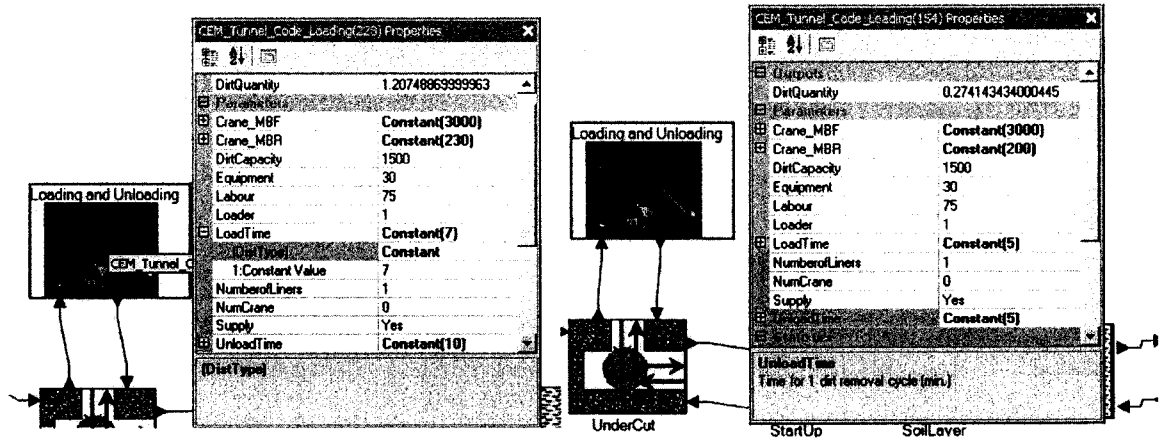 CEM_Tunnel_Code_Loading(223) Properties
DirtQuantity 1.20748869999963
Parameters
Crane_MBF Constant(3000)
Crane_MBR Constant(230)
DirtCapacity 1500
Equipment 30
Labour 75
Loader 1
LoadTime Constant(7)
(DistType) Constant
1:Constant Value 7
NumberofLiners 1
NumCrane 0
Supply Yes
UnloadTime Constant(10)
(DistType)
Loading and Unloading
CEM_Tunnel_C
CEM_Tunnel_Code_Loading(154) Properties
Outputs
DirtQuantity 0.274143434000445
Parameters
Crane_MBF Constant(3000)
Crane_MBR Constant(200)
DirtCapacity 1500
Equipment 30
Labour 75
Loader 1
LoadTime Constant(5)
NumberofLiners 1
NumCrane 0
Supply Yes
UnloadTime Constant(5)
Statistics
UnloadTime
Time for 1 dirt removal cycle (min.)
Loading and Unloading
UnderCut
StartUp
SoilLayer